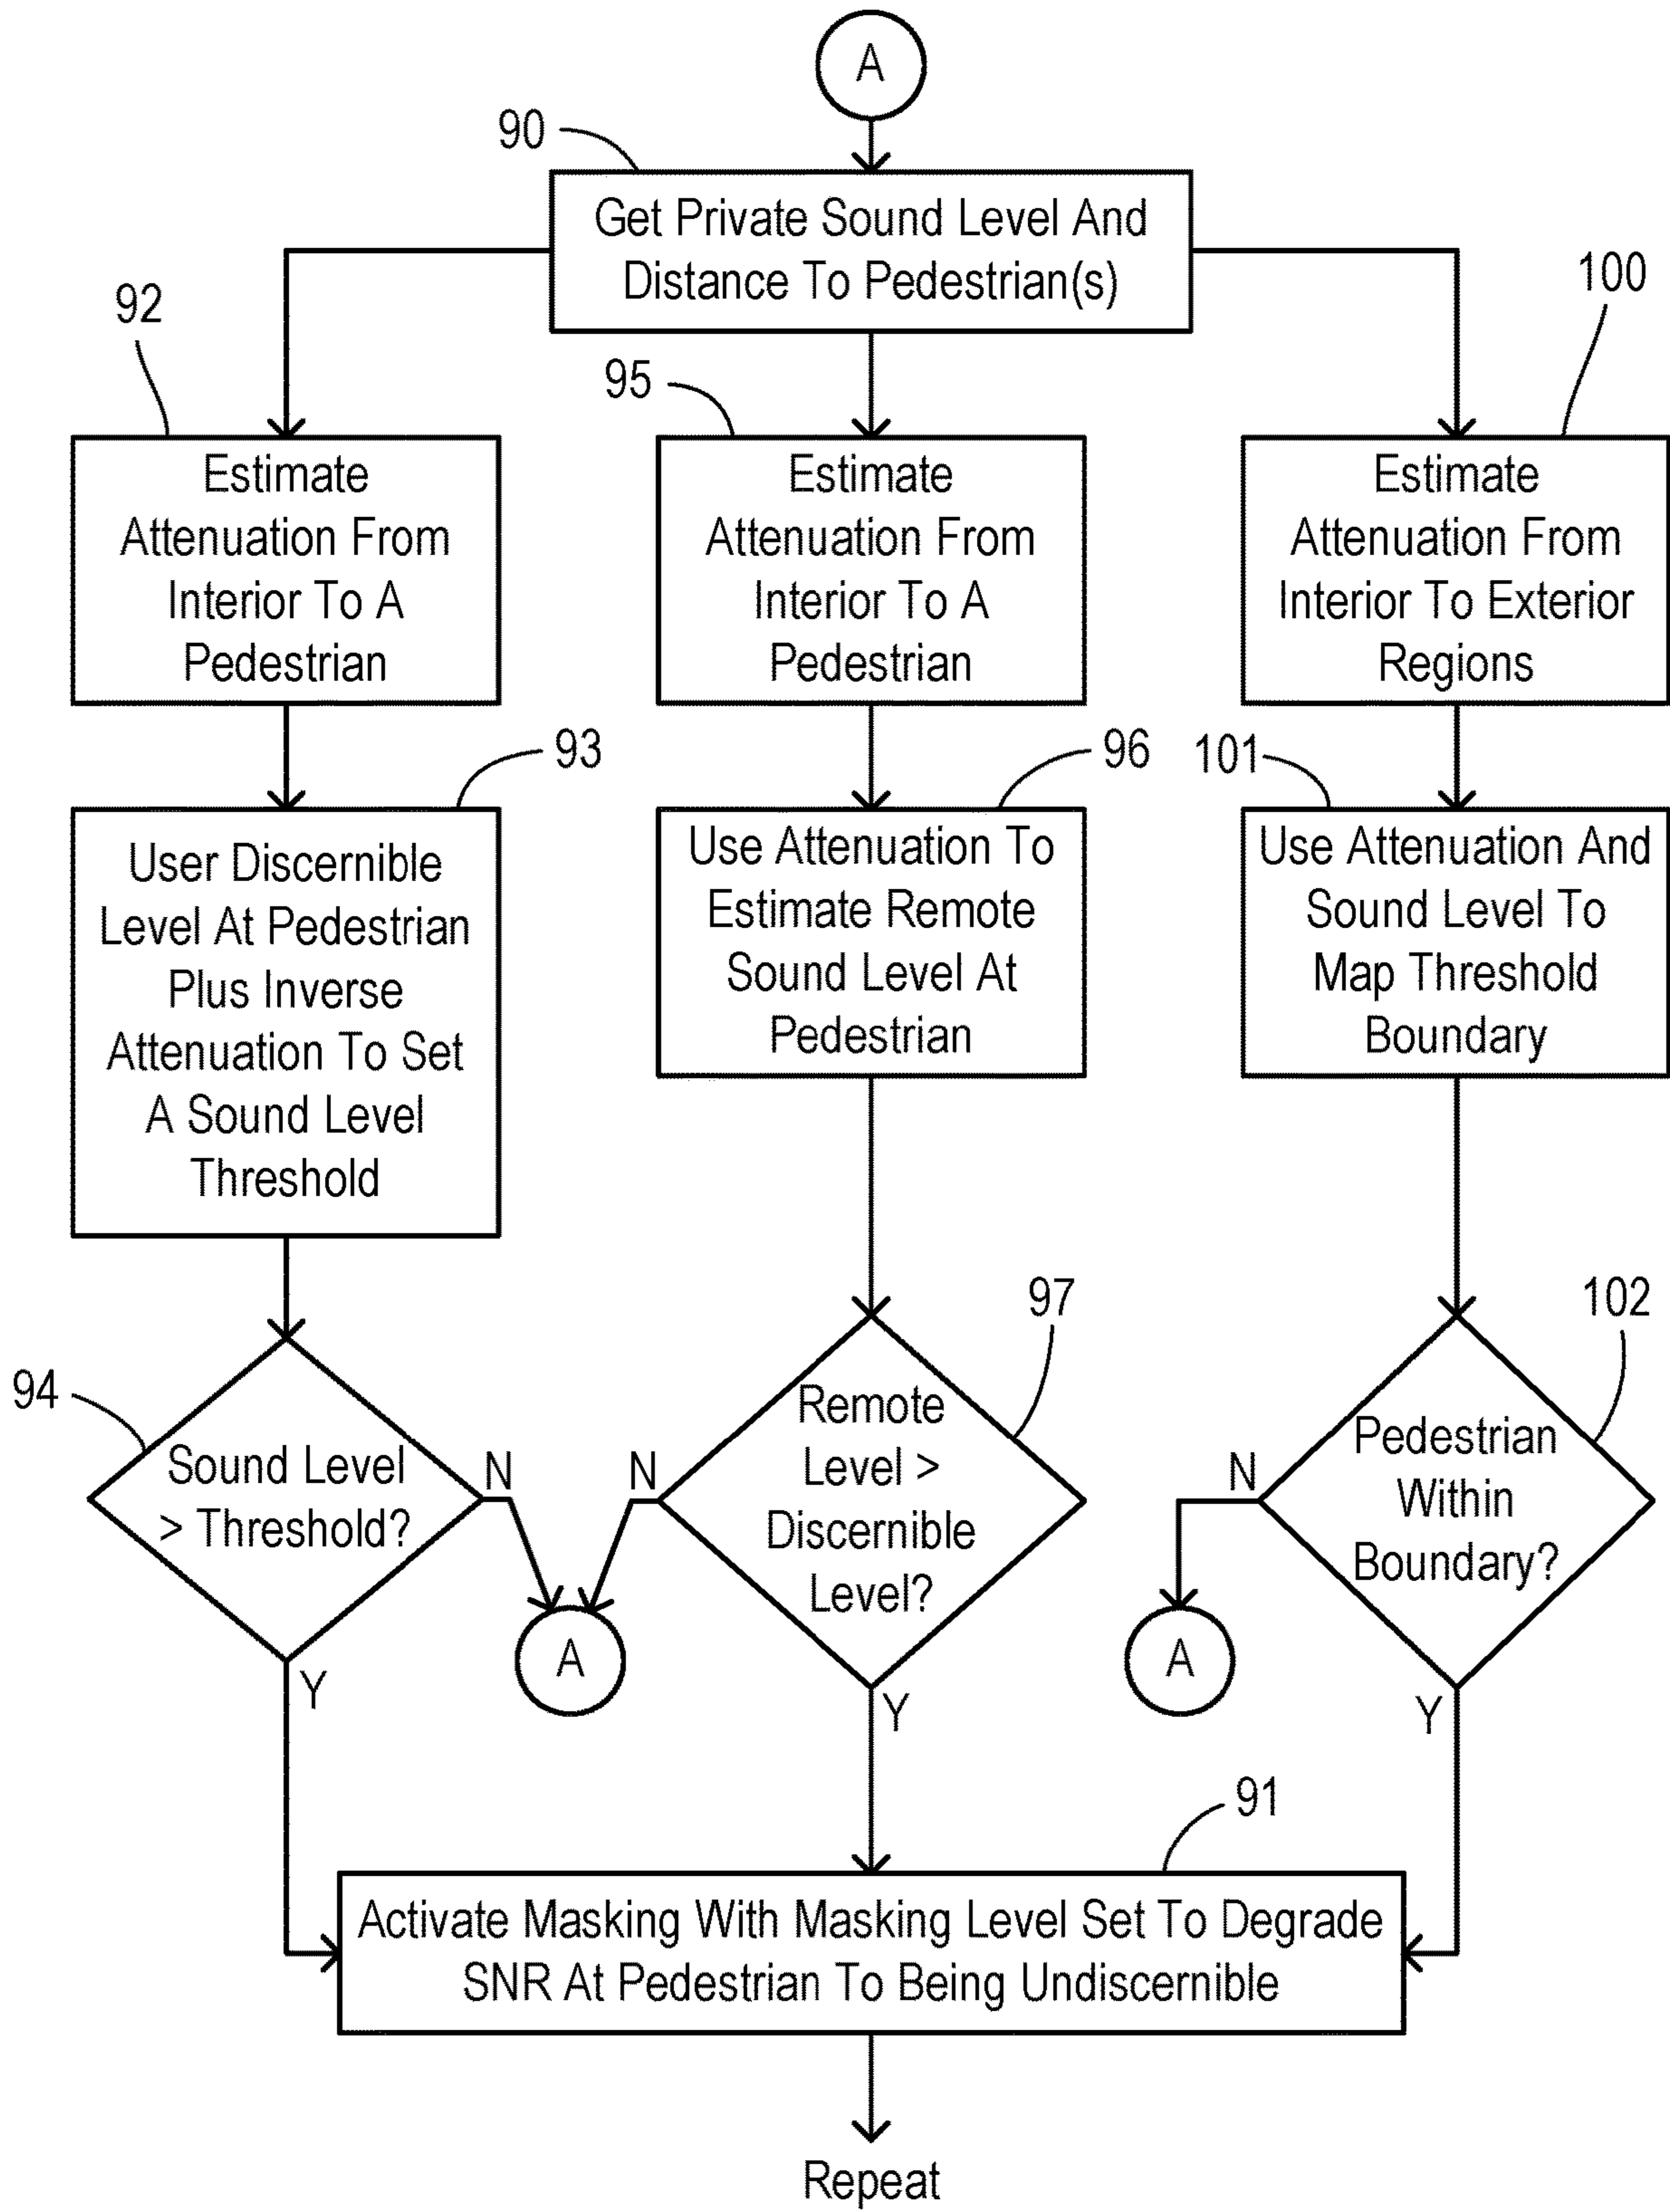 A
90
Get Private Sound Level And
Distance To Pedestrian(s)
92
Estimate
Attenuation From
Interior To A
Pedestrian
95
Estimate
Attenuation From
Interior To A
Pedestrian
100
Estimate
Attenuation From
Interior To Exterior
Regions
93
User Discernible
Level At Pedestrian
Plus Inverse
Attenuation To Set
A Sound Level
Threshold
96
Use Attenuation To
Estimate Remote
Sound Level At
Pedestrian
101
Use Attenuation And
Sound Level To
Map Threshold
Boundary
94
Sound Level
> Threshold?
N
Y
97
Remote
Level >
Discernible
Level?
N
Y
A
102
Pedestrian
Within
Boundary?
N
Y
A
91
Activate Masking With Masking Level Set To Degrade
SNR At Pedestrian To Being Undiscernible
Repeat